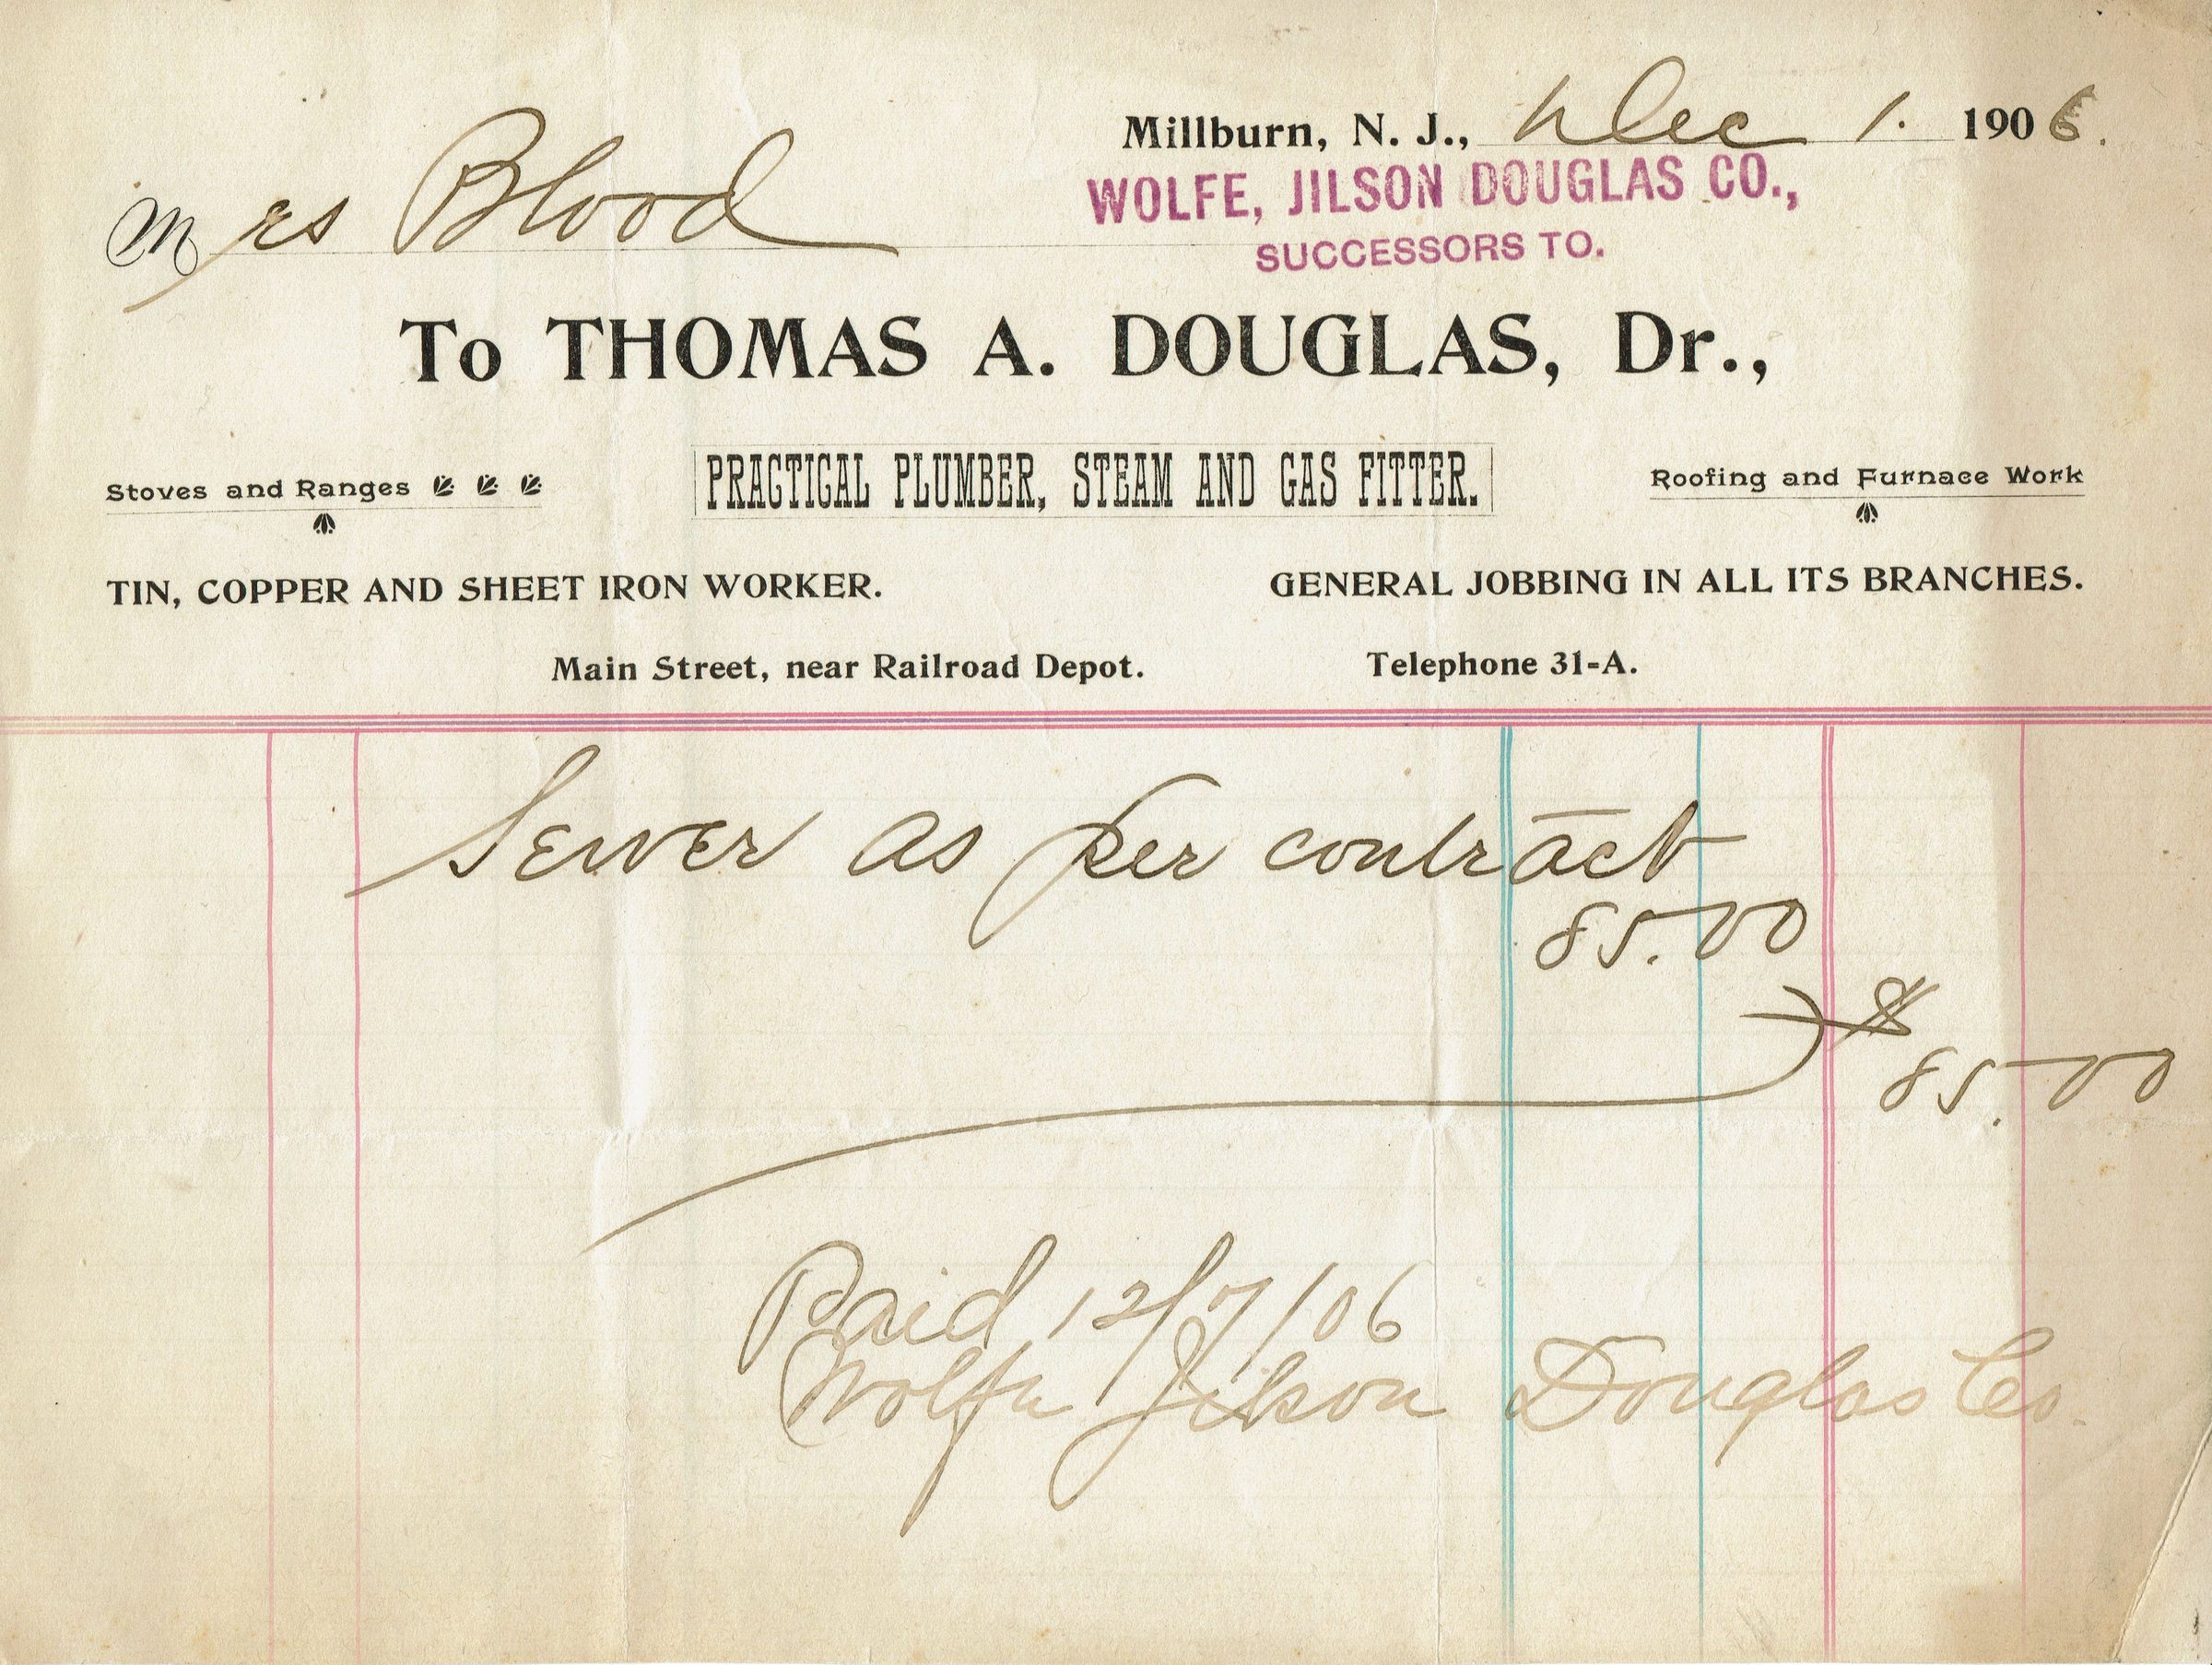 Millburn, N. J., Dec 1. 1906.
Mrs Blood
WOLFE, JILSON DOUGLAS CO.,
SUCCESSORS TO.
To THOMAS A. DOUGLAS, Dr.,
Stoves and Ranges
PRACTICAL PLUMBER, STEAM AND GAS FITTER.
Roofing and Furnace Work
TIN, COPPER AND SHEET IRON WORKER.
GENERAL JOBBING IN ALL ITS BRANCHES.
Main Street, near Railroad Depot.
Telephone 31-A.
Sewer as per contract
85.00
$
85.00
Paid 12/7/06
Wolfe Jilson Douglas Co.